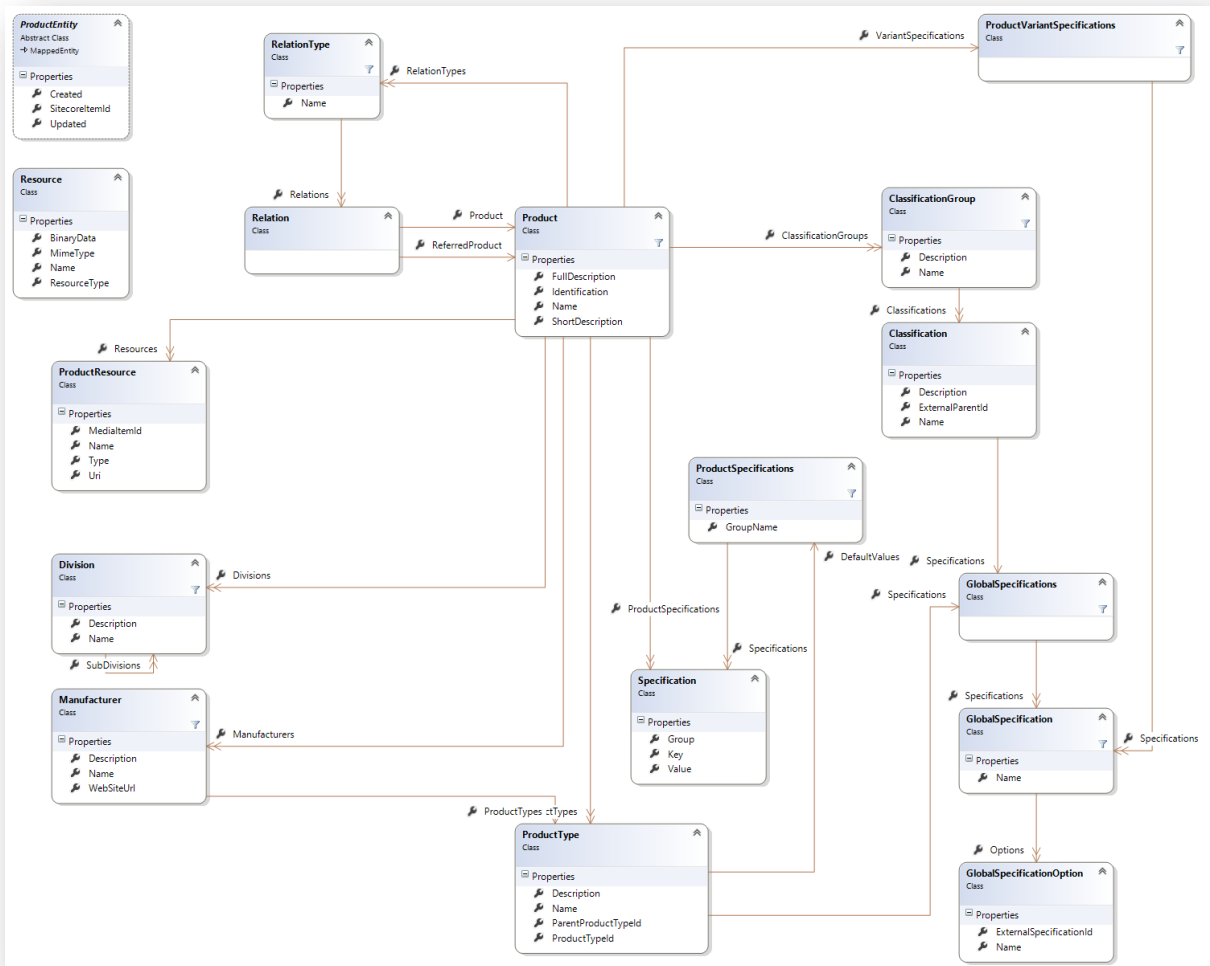 ProductEntity
Abstract Class
MappedEntity
Properties
Created
SitecoreItemId
Updated
Resource
Class
Properties
BinaryData
MimeType
Name
ResourceType
RelationType
Class
Properties
Name
RelationTypes
Relations
Relation
Class
Product
ReferredProduct
Product
Class
Properties
FullDescription
Identification
Name
ShortDescription
VariantSpecifications
ProductVariantSpecifications
Class
ClassificationGroups
ClassificationGroup
Class
Properties
Description
Name
Classifications
Classification
Class
Properties
Description
ExternalParentId
Name
Resources
ProductResource
Class
Properties
MediaItemId
Name
Type
Uri
Division
Class
Properties
Description
Name
Divisions
SubDivisions
Manufacturer
Class
Properties
Description
Name
WebSiteUrl
Manufacturers
ProductSpecifications
Class
Properties
GroupName
DefaultValues
Specifications
Specifications
ProductSpecifications
Specifications
Specification
Class
Properties
Group
Key
Value
GlobalSpecifications
Class
Specifications
Specifications
GlobalSpecification
Class
Properties
Name
Options
GlobalSpecificationOption
Class
Properties
ExternalSpecificationId
Name
ProductTypes ctTypes
ProductType
Class
Properties
Description
Name
ParentProductTypeId
ProductTypeId